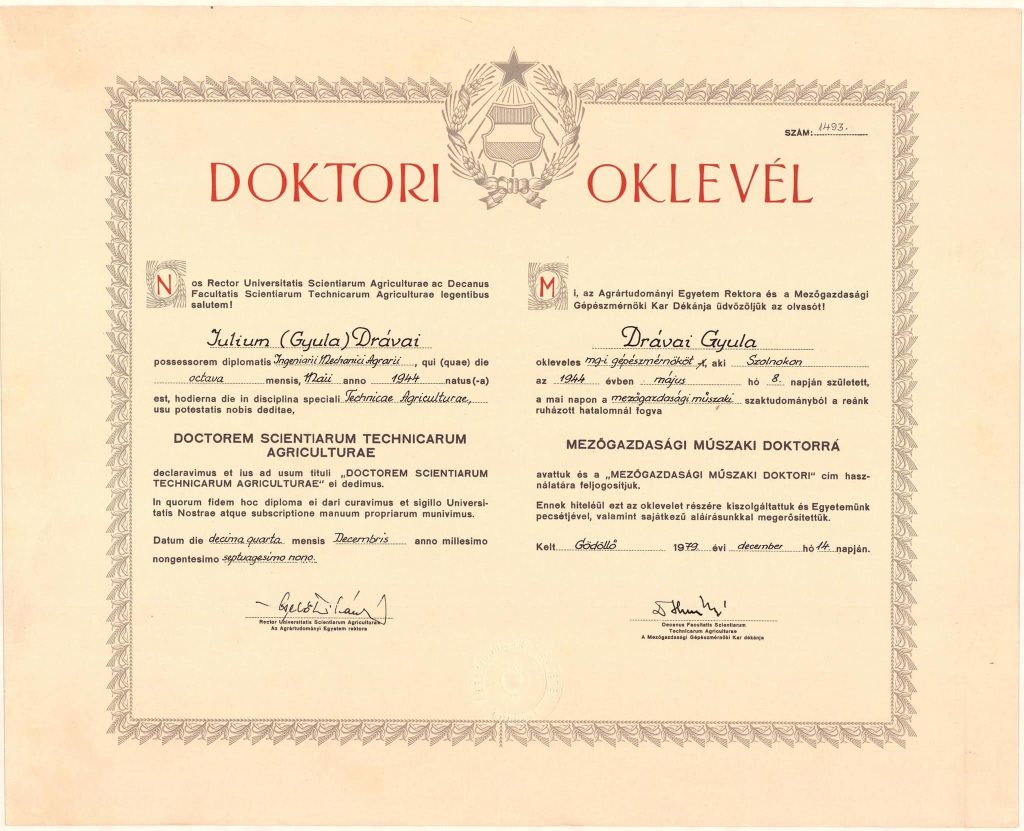 SZÁM: 1493.
DOKTORI OKLEVÉL
Nos Rector Universitatis Scientiarum Agriculturae ac Decanus
Facultatis Scientiarum Technicarum Agriculturae legentibus
salutem!
Iulium (Gyula) Drávai
possessorem diplomatis Ingeniarii Mechanici Agrarii, qui (quae) die
octava mensis, Maii anno 1944 natus(-a)
est, hodierna die in disciplina speciali Technicae Agriculturae,
usu potestatis nobis deditae,
DOCTOREM SCIENTIARUM TECHNICARUM
AGRICULTURAE
declaravimus et ius ad usum tituli „DOCTOREM SCIENTIARUM
TECHNICARUM AGRICULTURAE“ ei dedimus.
In quorum fidem hoc diploma ei dari curavimus et sigillo Universi-
tatis Nostrae atque subscriptione manuum propriarum munivimus.
Datum die decima quarta mensis Decembris anno millesimo
nongentesimo septuagesimo nono.
Rector Universitatis Scientiarum Agriculturae
Az Agrártudományi Egyetem rektora
Mi, az Agrártudományi Egyetem Rektora és a Mezőgazdasági
Gépészmérnöki Kar Dékánja üdvözöljük az olvasót!
Drávai Gyula
okleveles mg-i gépészmérnököt, aki Szolnokon
az 1944 évben május hó 8. napján született,
a mai napon a mezőgazdasági műszaki szaktudományból a reánk
ruházott hatalomnál fogva
MEZŐGAZDASÁGI MŰSZAKI DOKTORRÁ
avattuk és a „MEZŐGAZDASÁGI MŰSZAKI DOKTORI“ cím hasz-
nálatára feljogosítjuk.
Ennek hiteléül ezt az oklevelet részére kiszolgáltattuk és Egyetemünk
pecsétjével, valamint sajátkezű aláírásunkkal megerősítettük.
Kelt Gödöllő 1979 évi december hó 14. napján.
Decanus Facultatis Scientiarum
Technicarum Agriculturae
A Mezőgazdasági Gépészmérnöki Kar dékánja